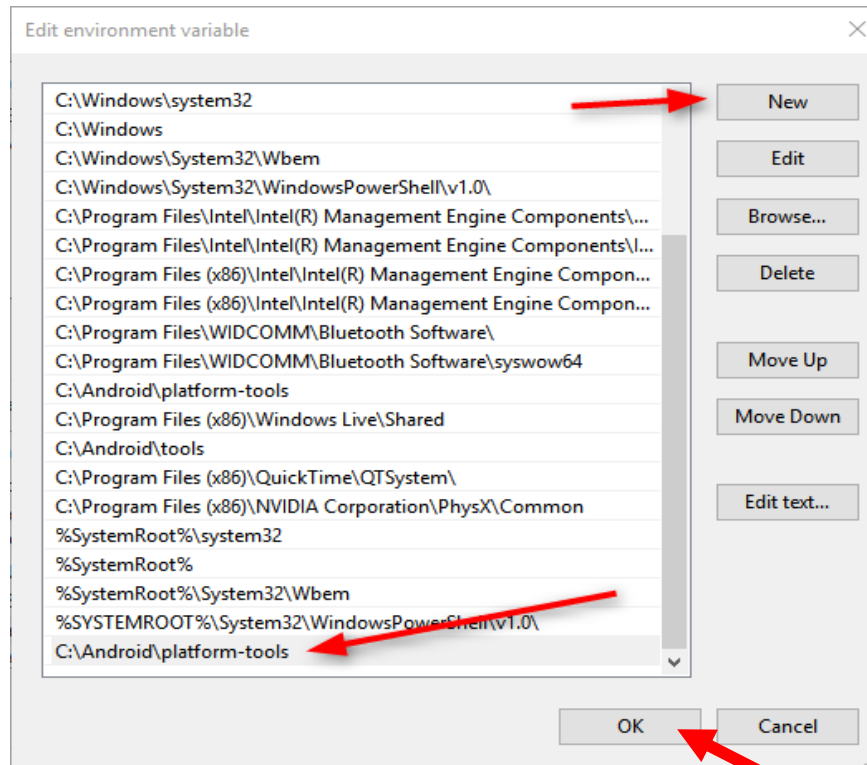 Edit environment variable
C:\Windows\system32
C:\Windows
C:\Windows\System32\Wbem
C:\Windows\System32\WindowsPowerShell\v1.0\
C:\Program Files\Intel\Intel(R) Management Engine Components\...
C:\Program Files\Intel\Intel(R) Management Engine Components\I...
C:\Program Files (x86)\Intel\Intel(R) Management Engine Compon...
C:\Program Files (x86)\Intel\Intel(R) Management Engine Compon...
C:\Program Files\WIDCOMM\Bluetooth Software\
C:\Program Files\WIDCOMM\Bluetooth Software\syswow64
C:\Android\platform-tools
C:\Program Files (x86)\Windows Live\Shared
C:\Android\tools
C:\Program Files (x86)\QuickTime\QTSystem\
C:\Program Files (x86)\NVIDIA Corporation\PhysX\Common
%SystemRoot%\system32
%SystemRoot%
%SystemRoot%\System32\Wbem
%SYSTEMROOT%\System32\WindowsPowerShell\v1.0\
C:\Android\platform-tools
New
Edit
Browse...
Delete
Move Up
Move Down
Edit text...
OK
Cancel